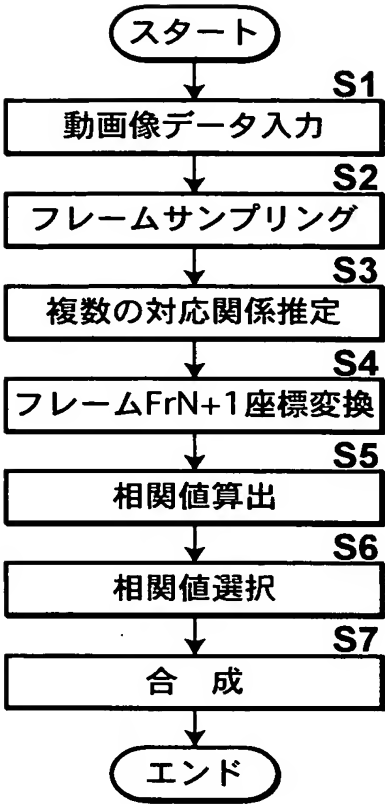 スタート
S1
動画像データ入力
S2
フレームサンプリング
S3
複数の対応関係推定
S4
フレームFrN+1座標変換
S5
相関値算出
S6
相関値選択
S7
合 成
エンド